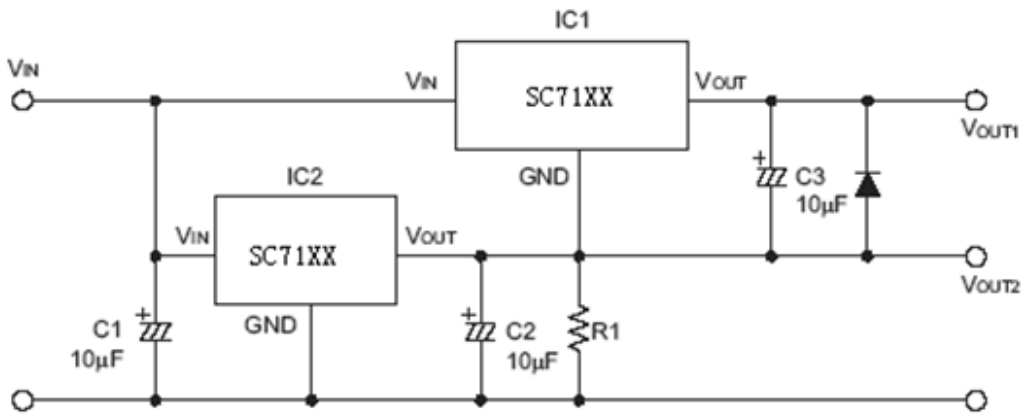 IC1
VIN
VIN
SC71XX
VOUT
VOUT1
GND
C3
10μF
IC2
VIN
SC71XX
VOUT
VOUT2
GND
C1
10μF
C2
10μF
R1
+
+
+